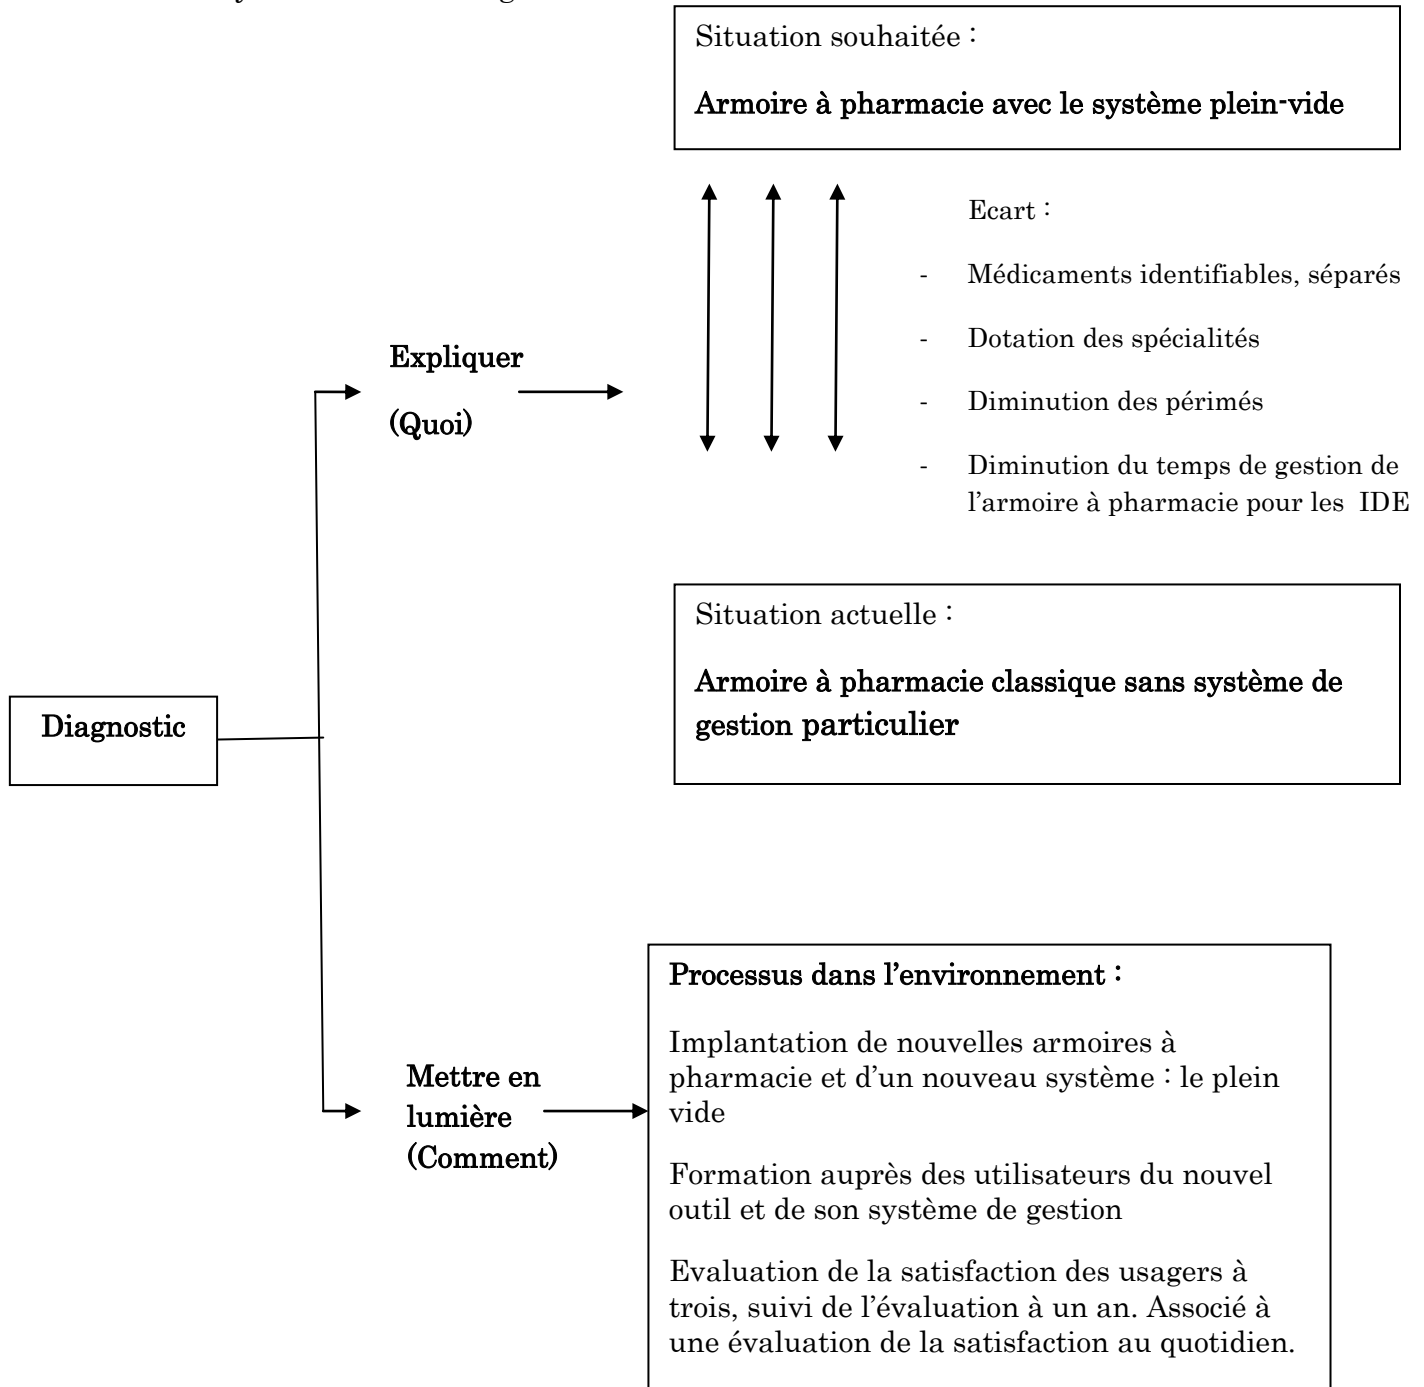 Situation souhaitée :
Armoire à pharmacie avec le système plein-vide
Ecart :
- Médicaments identifiables, séparés
- Dotation des spécialités
- Diminution des périmés
- Diminution du temps de gestion de
l’armoire à pharmacie pour les IDE
Expliquer
(Quoi)
Situation actuelle :
Armoire à pharmacie classique sans système de
gestion particulier
Diagnostic
Mettre en
lumière
(Comment)
Processus dans l’environnement :
Implantation de nouvelles armoires à
pharmacie et d’un nouveau système : le plein
vide
Formation auprès des utilisateurs du nouvel
outil et de son système de gestion
Evaluation de la satisfaction des usagers à
trois, suivi de l’évaluation à un an. Associé à
une évaluation de la satisfaction au quotidien.